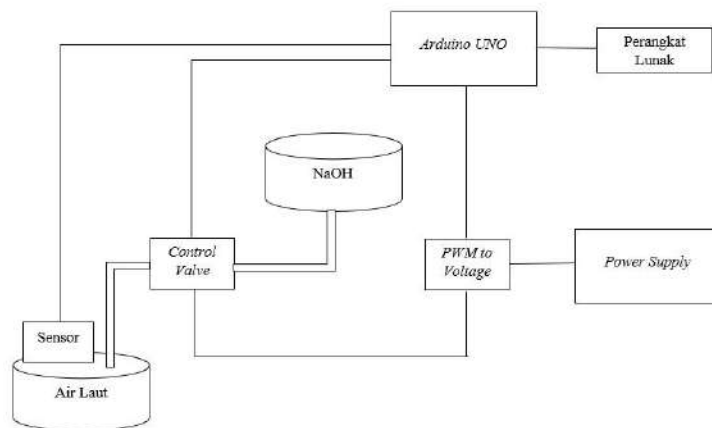 Arduino UNO
Perangkat
Lunak
NaOH
Control
Valve
PWM to
Voltage
Power Supply
Sensor
Air Laut